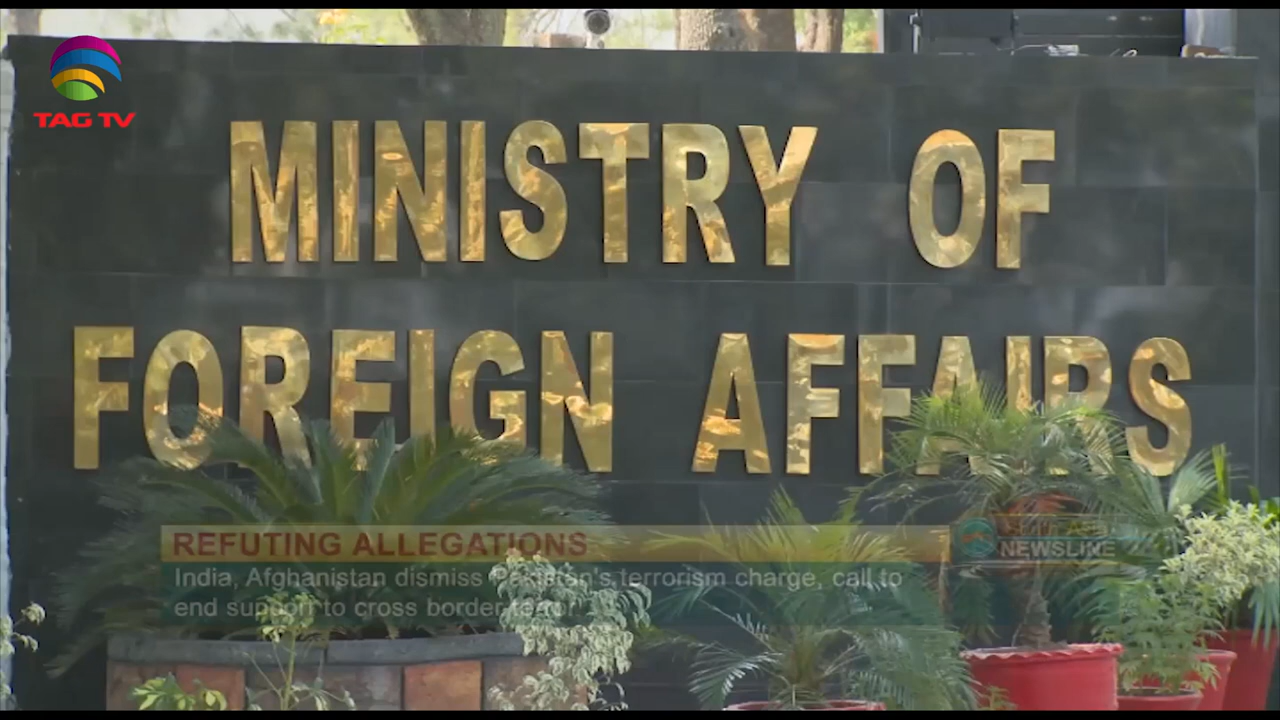 TAG TV
MINISTRY OF
FOREIGN AFFAIRS
REFUTING ALLEGATIONS
India, Afghanistan dismiss Pakistan's terrorism charge, call to
end support to cross border terror
NEWSLINE